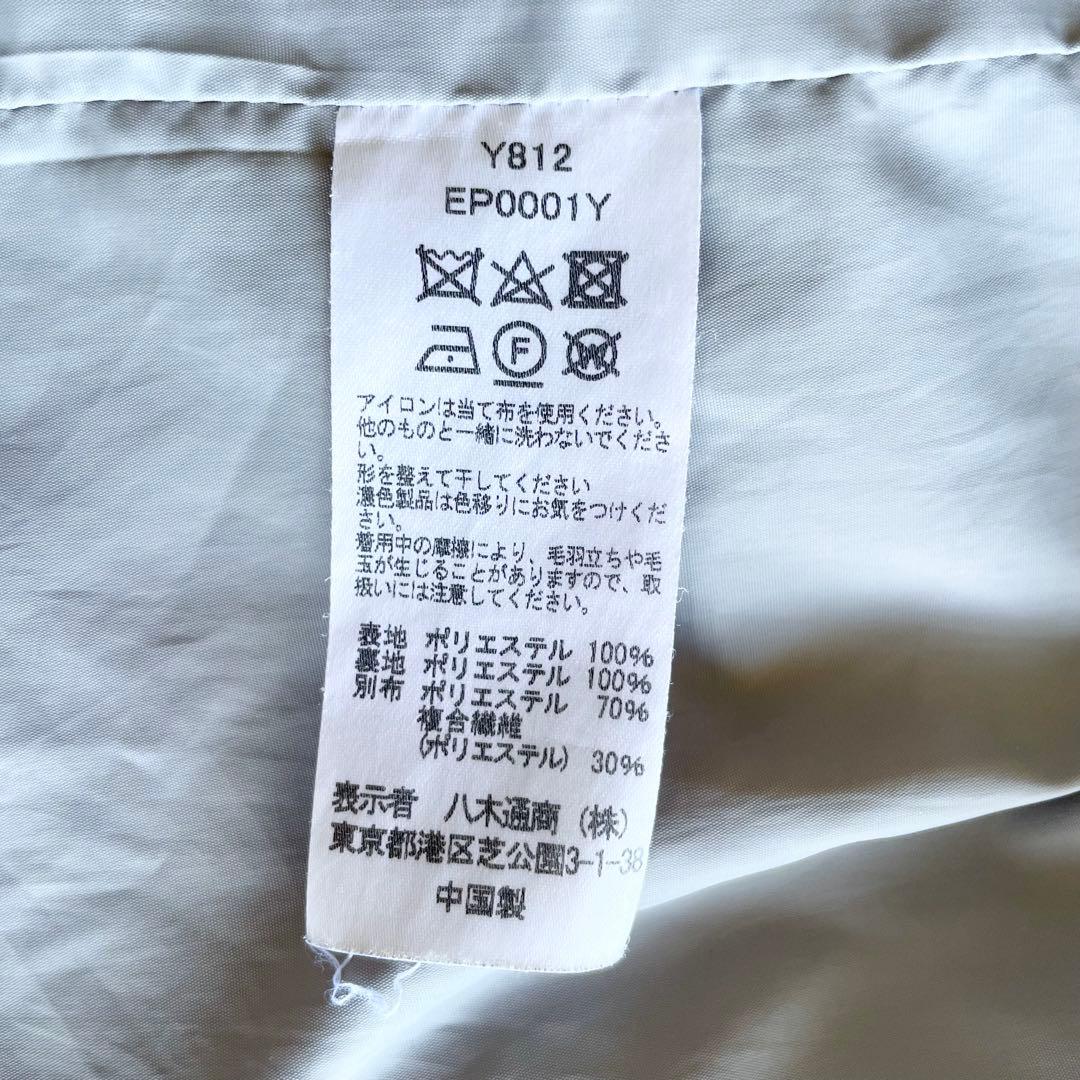 Y812
EP0001Y
F
W
アイロンは当て布を使用ください。
他のものと一緒に洗わないでくださ
い。
形を整えて干してください
濃色製品は色移りにお気をつけくだ
さい。
着用中の摩擦により、毛羽立ちや毛
玉が生じることがありますので、取
扱いには注意してください。
表地 ポリエステル 100%
裏地 ポリエステル 100%
別布 ポリエステル 70%
複合繊維
(ポリエステル) 30%
表示者 八木通商(株)
東京都港区芝公園3-1-38
中国製